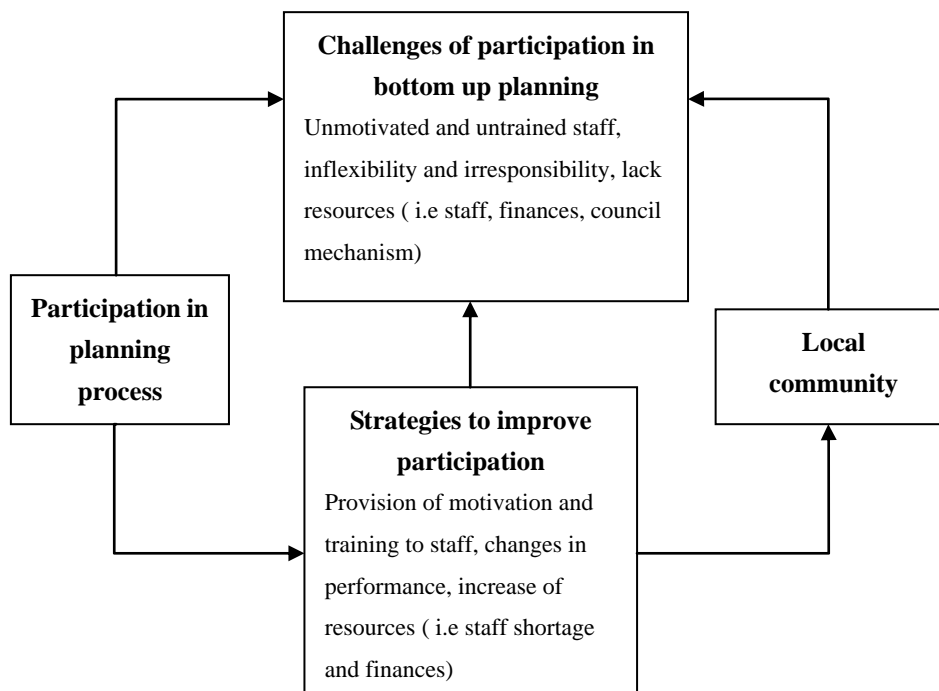 Challenges of participation in
bottom up planning
Unmotivated and untrained staff,
inflexibility and irresponsibility, lack
resources ( i.e staff, finances, council
mechanism)
Participation in
planning
process
Local
community
Strategies to improve
participation
Provision of motivation and
training to staff, changes in
performance, increase of
resources ( i.e staff shortage
and finances)